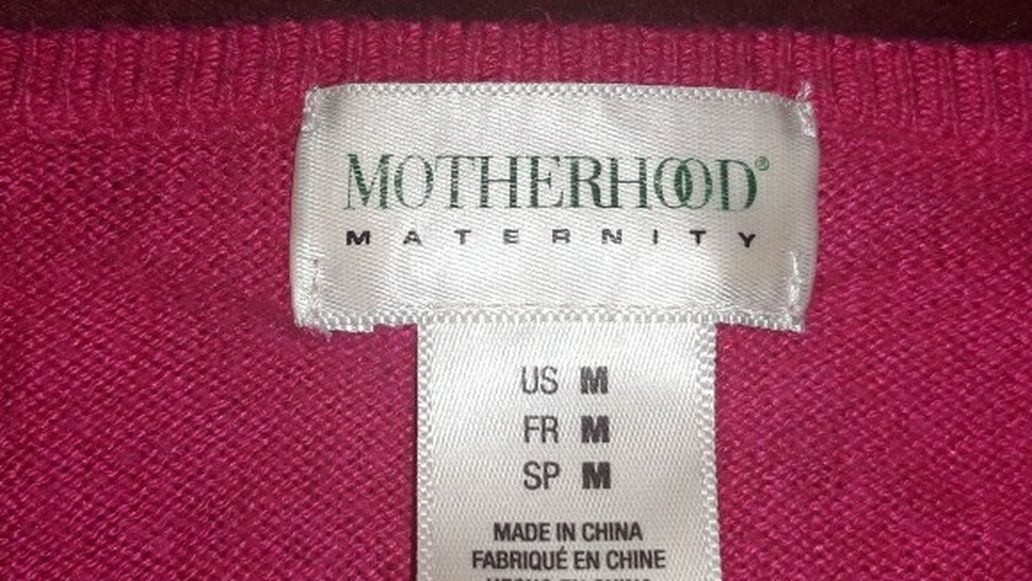 MOTHERHOOD®
MATERNITY
US M
FR M
SP M
MADE IN CHINA
FABRIQUÉ EN CHINE